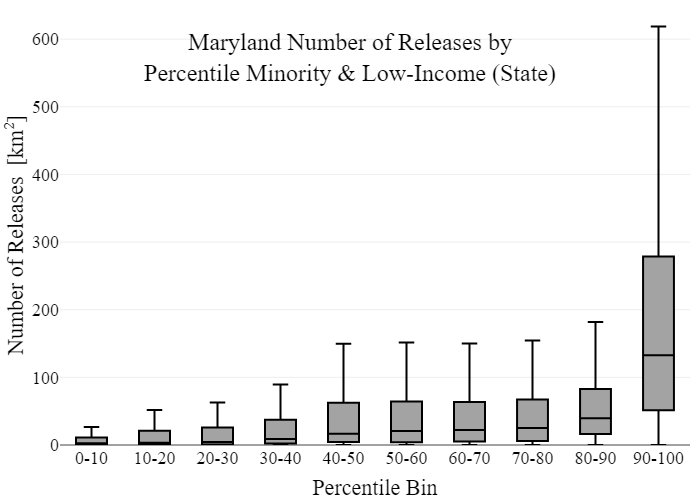 Maryland Number of Releases by
Percentile Minority & Low-Income (State)
Number of Releases [km²]
600
500
400
300
200
100
0
0-10 10-20 20-30 30-40 40-50 50-60 60-70 70-80 80-90 90-100
Percentile Bin